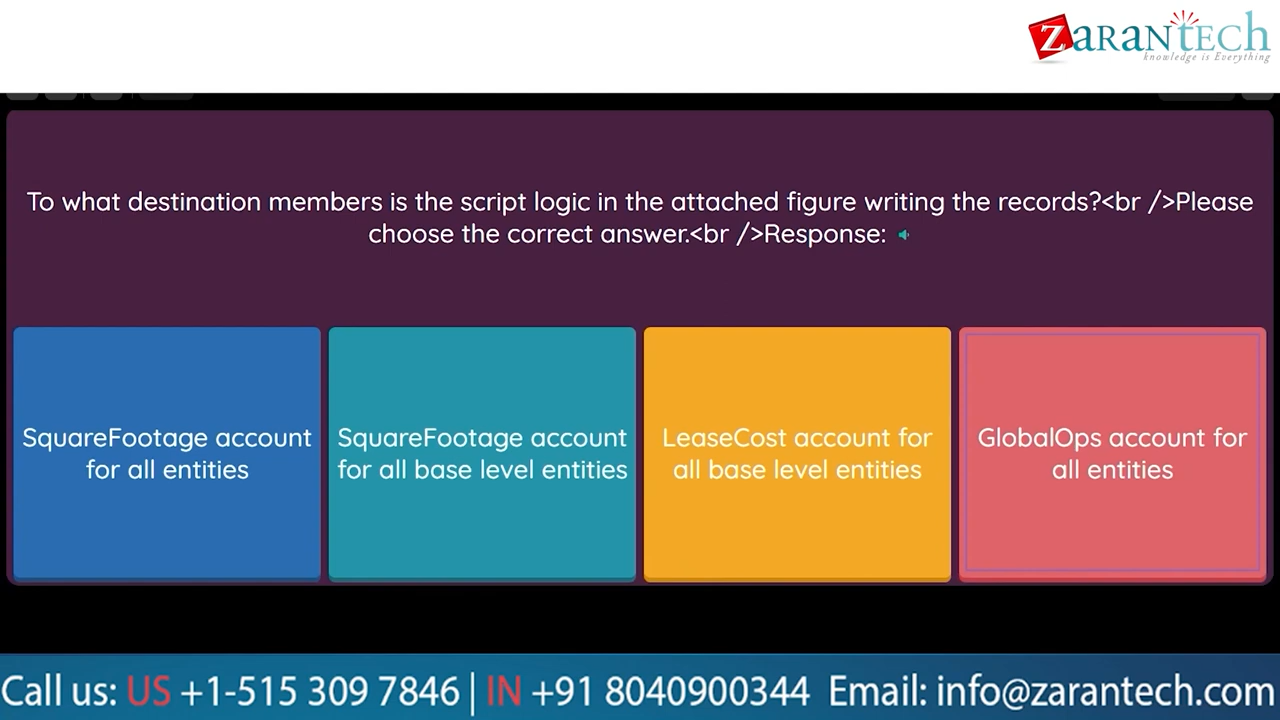 ZARANTECH
knowledge is Everything
To what destination members is the script logic in the attached figure writing the records?<br />Please
choose the correct answer.<br />Response:
SquareFootage account
for all entities
SquareFootage account
for all base level entities
LeaseCost account for
all base level entities
GlobalOps account for
all entities
Call us: US +1-515 309 7846 | IN +91 8040900344 Email: info@zarantech.com